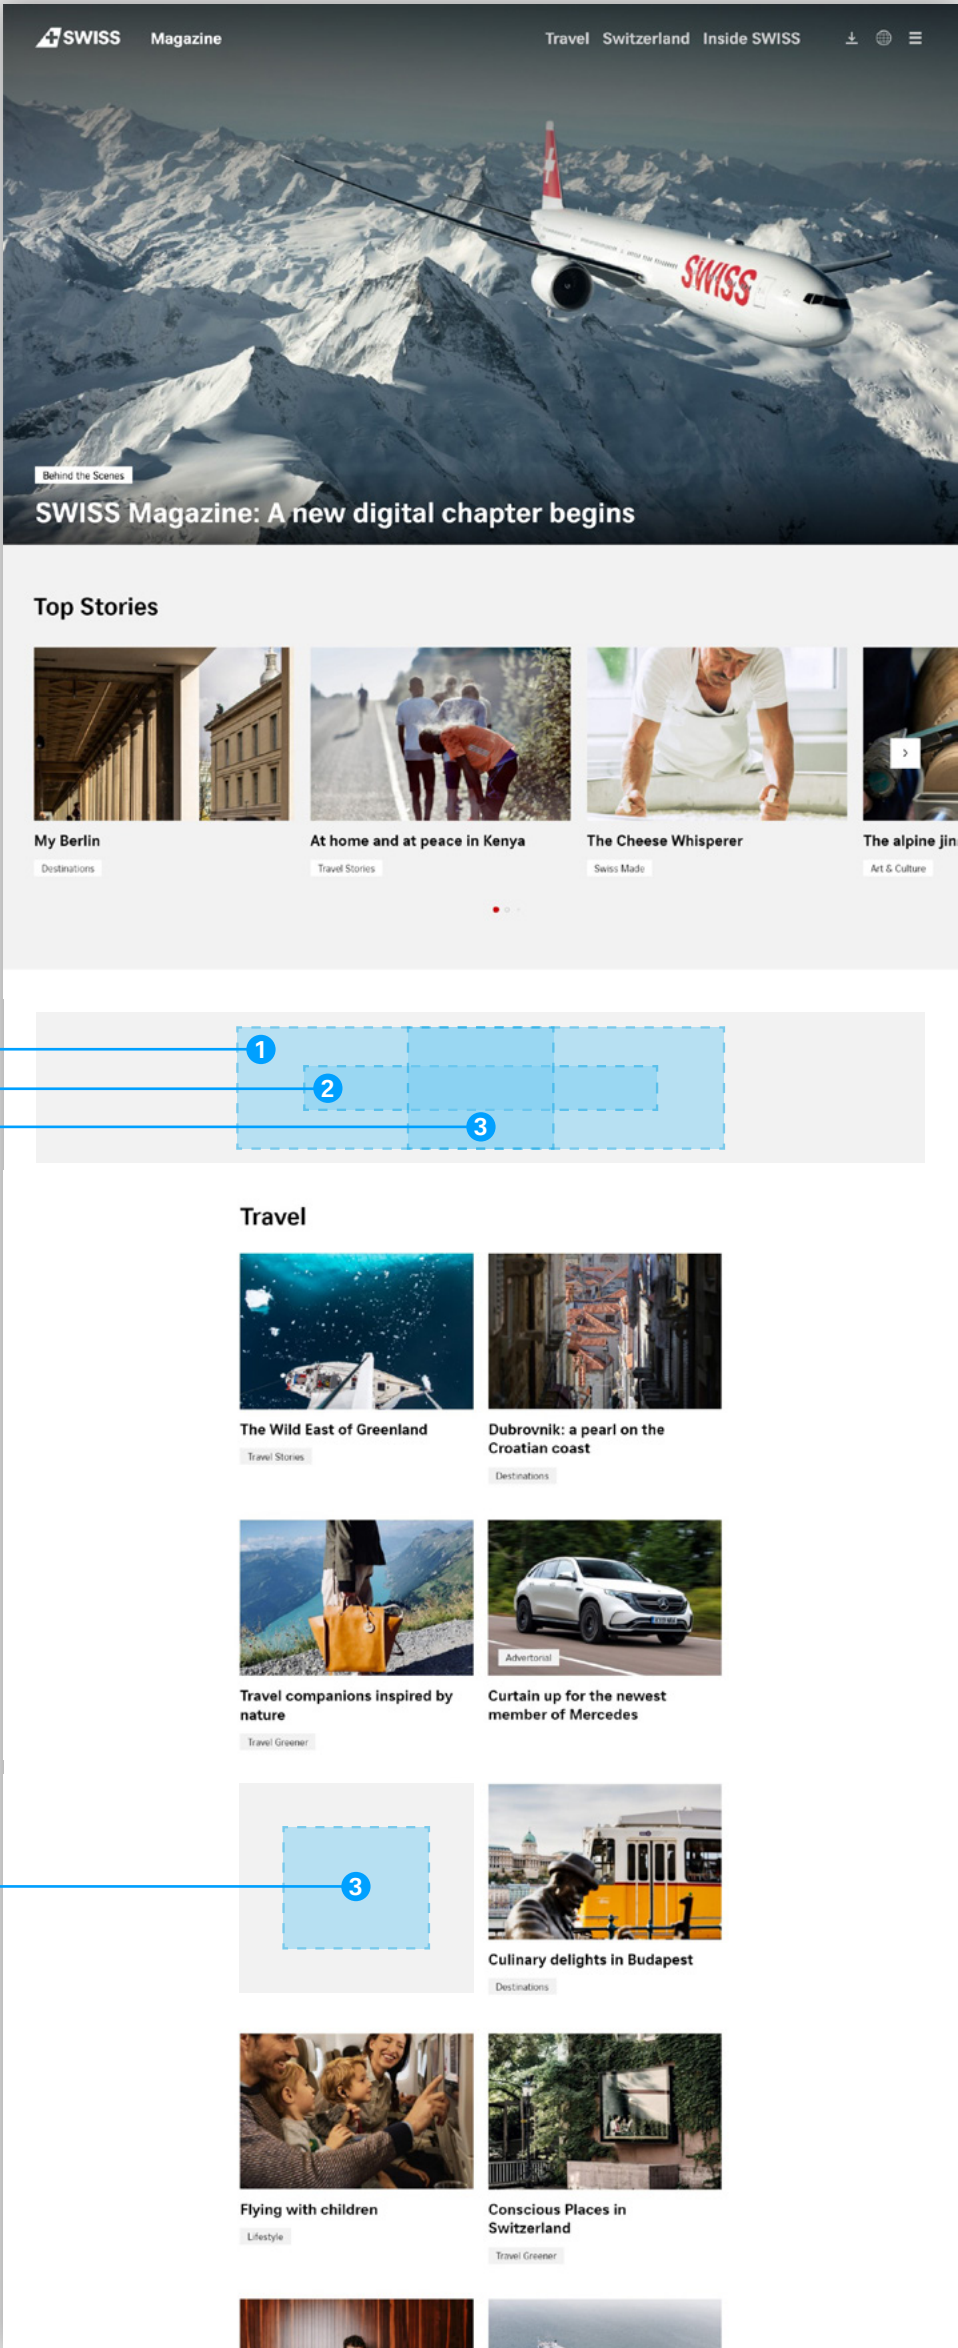 SWISS Magazine Travel Switzerland Inside SWISS
SWISS
Behind the Scenes
SWISS Magazine: A new digital chapter begins
Top Stories
My Berlin
Destinations
At home and at peace in Kenya
Travel Stories
The Cheese Whisperer
Swiss Made
The alpine jin
Art & Culture
1
2
3
Travel
The Wild East of Greenland
Travel Stories
Dubrovnik: a pearl on the
Croatian coast
Destinations
Travel companions inspired by
nature
Travel Greener
Advertorial
Curtain up for the newest
member of Mercedes
3
Culinary delights in Budapest
Destinations
Flying with children
Lifestyle
Conscious Places in
Switzerland
Travel Greener